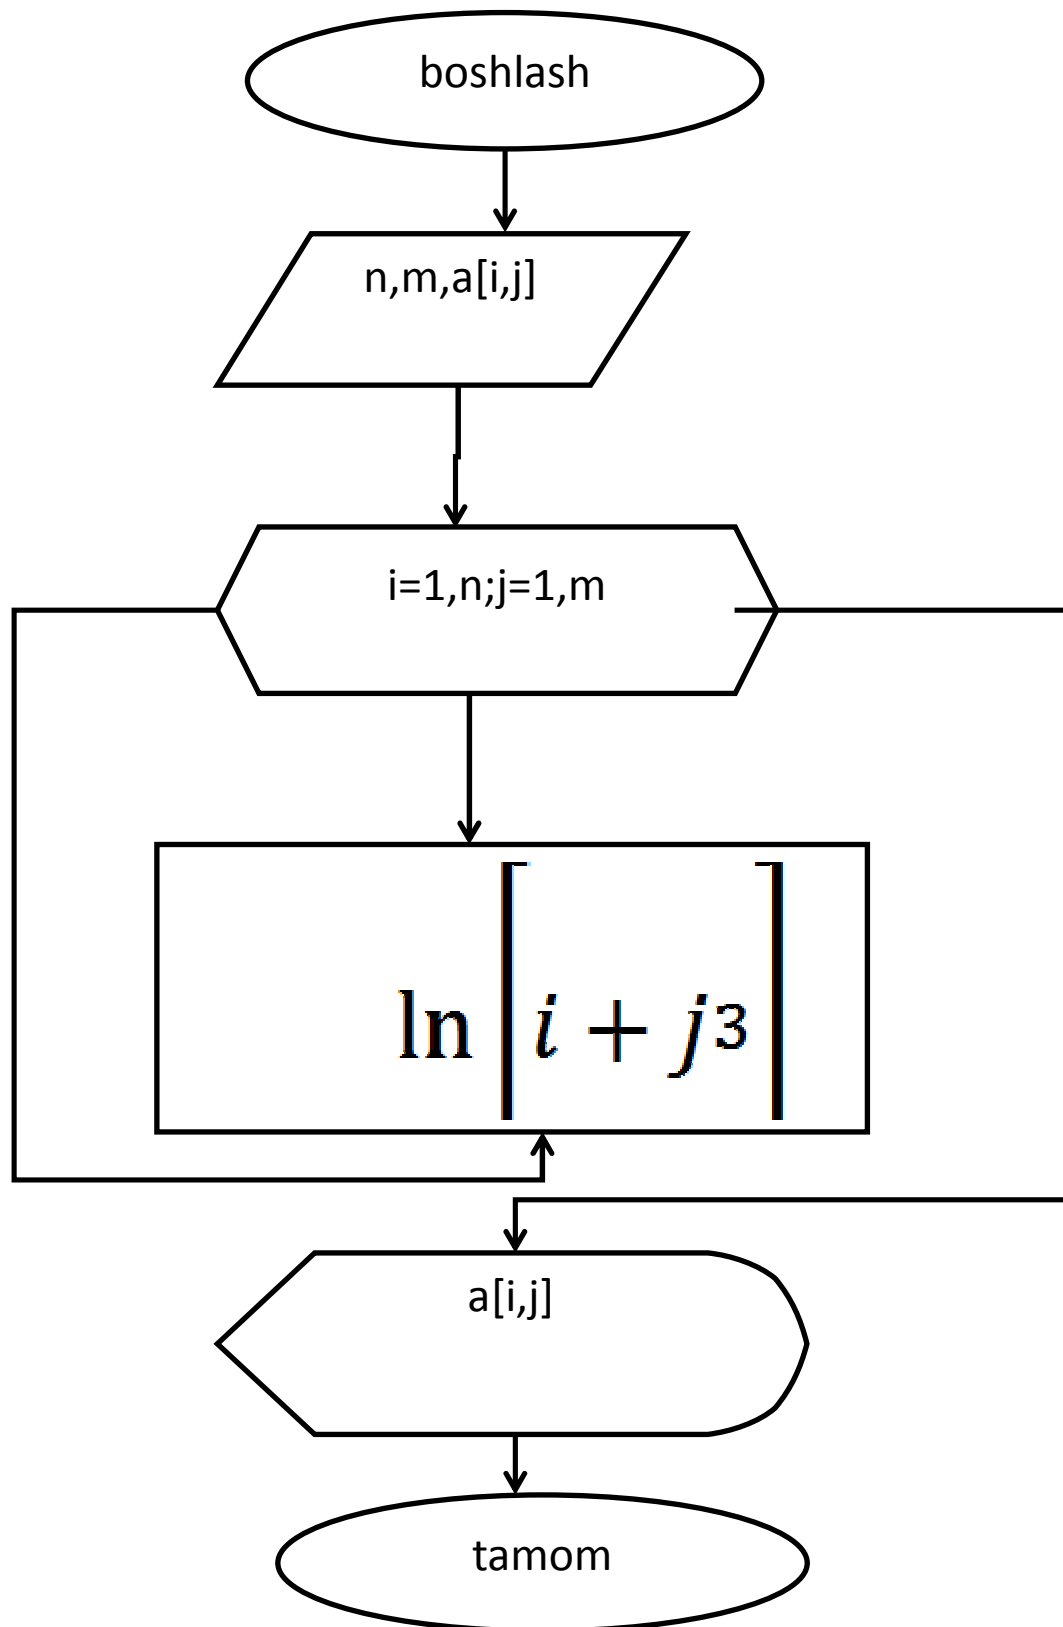 boshlash
n,m,a[i,j]
i=1,n;j=1,m
ln⌈i + j³⌉
a[i,j]
tamom